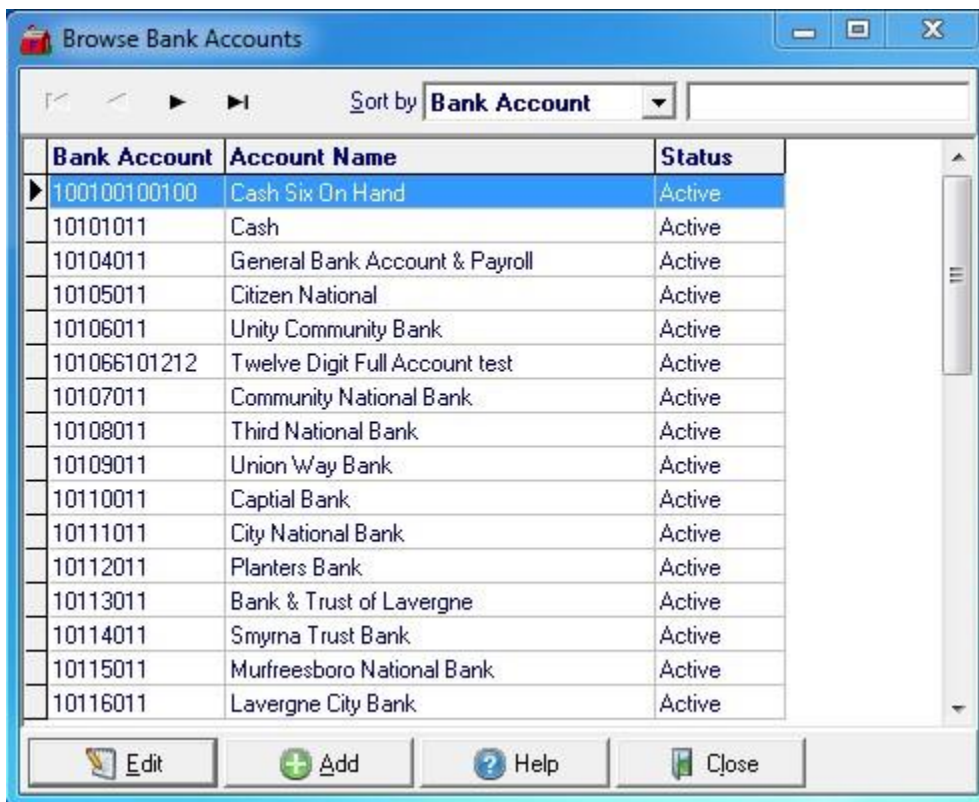 Browse Bank Accounts
Sort by Bank Account
Bank Account Account Name Status
100100100100 Cash Six On Hand Active
10101011 Cash Active
10104011 General Bank Account & Payroll Active
10105011 Citizen National Active
10106011 Unity Community Bank Active
101066101212 Twelve Digit Full Account test Active
10107011 Community National Bank Active
10108011 Third National Bank Active
10109011 Union Way Bank Active
10110011 Captial Bank Active
10111011 City National Bank Active
10112011 Planters Bank Active
10113011 Bank & Trust of Lavergne Active
10114011 Smyrna Trust Bank Active
10115011 Murfreesboro National Bank Active
10116011 Lavergne City Bank Active
Edit Add Help Close